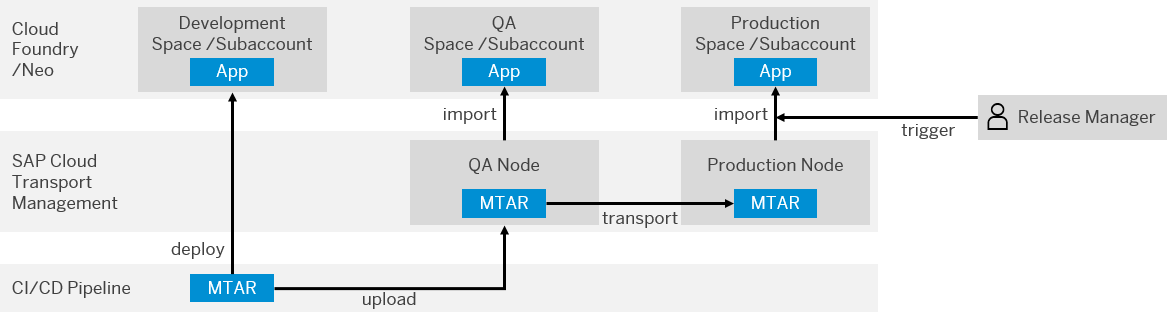 Cloud
Foundry
/Neo
Development
Space /Subaccount
App
QA
Space /Subaccount
App
Production
Space /Subaccount
App
import
import
trigger
Release Manager
SAP Cloud
Transport
Management
QA Node
MTAR
transport
Production Node
MTAR
deploy
CI/CD Pipeline
MTAR
upload